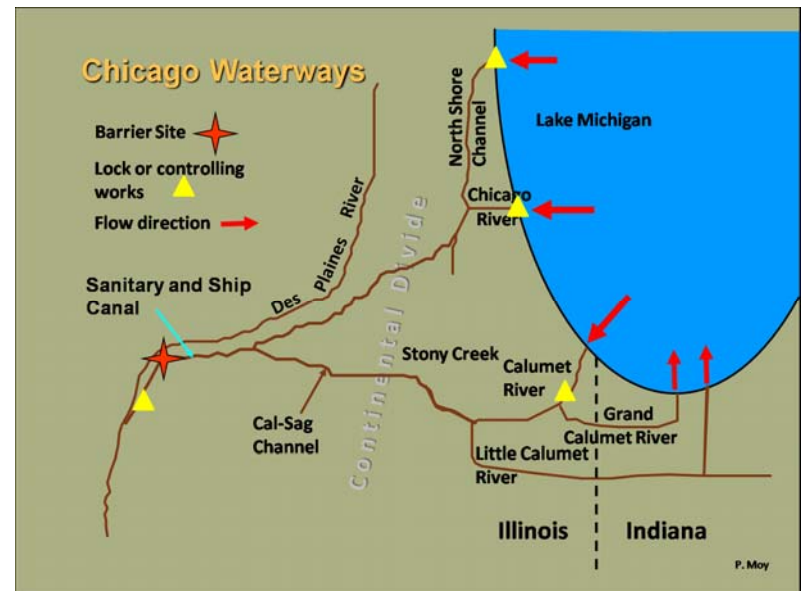 Chicago Waterways
Barrier Site
Lock or controlling
works
Flow direction
Sanitary and Ship
Canal
Des Plaines River
Continental Divide
North Shore
Channel
Chicago
River
Lake Michigan
Stony Creek
Calumet
River
Cal-Sag
Channel
Grand
Calumet River
Little Calumet
River
Illinois
Indiana
P. Moy